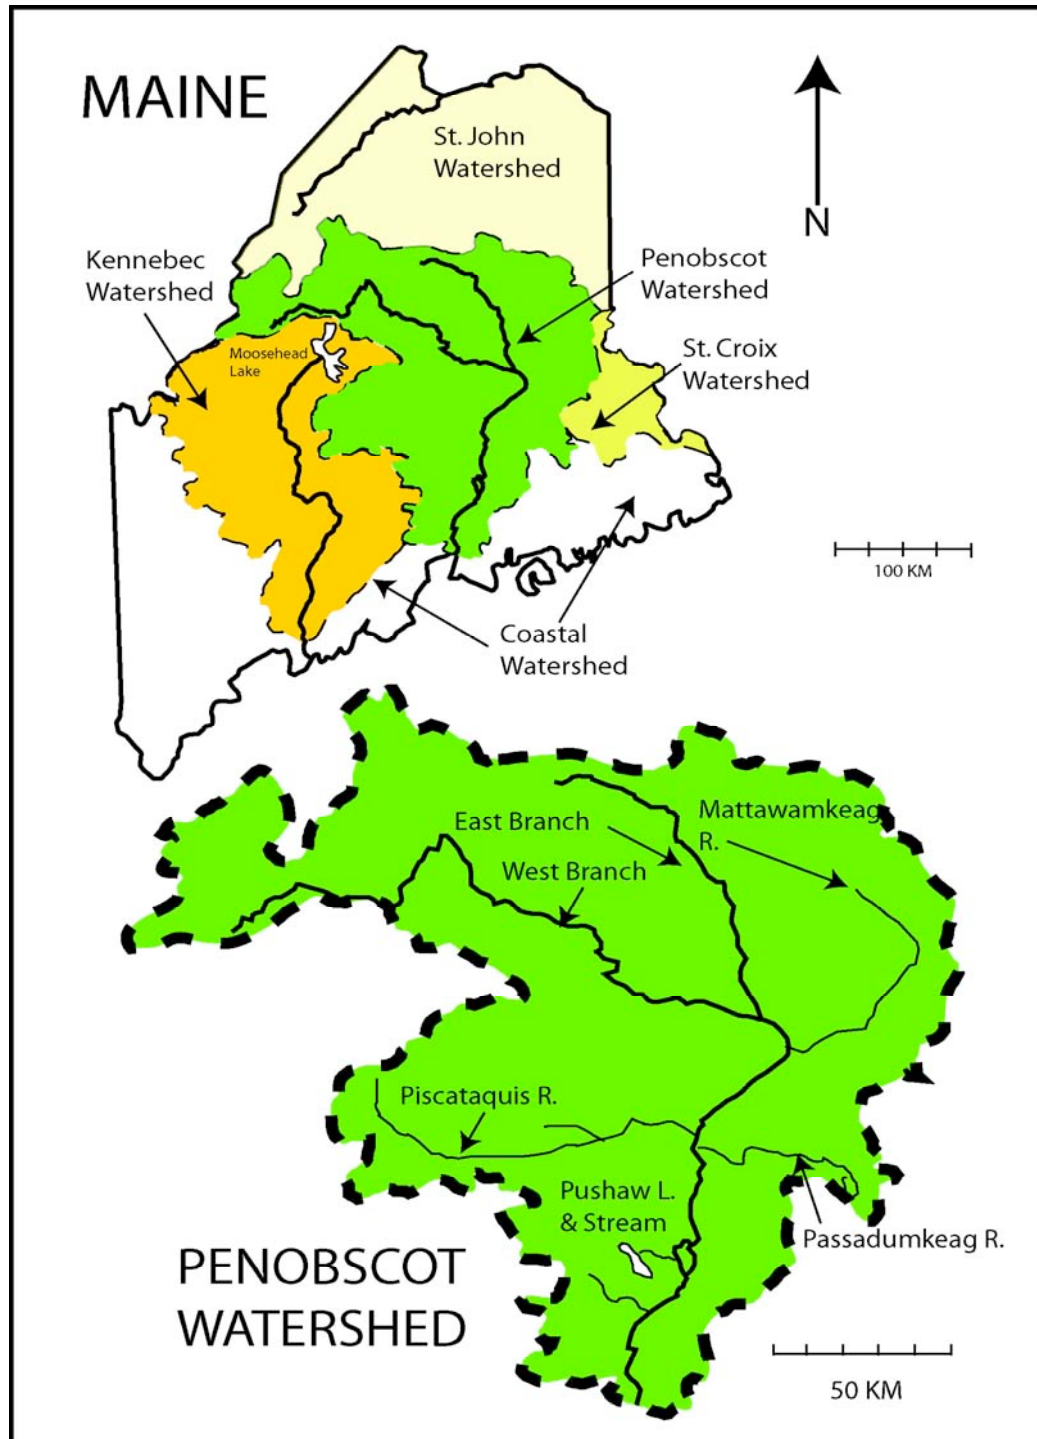 MAINE
St. John
Watershed
N
Kennebec
Watershed
Penobscot
Watershed
Moosehead
Lake
St. Croix
Watershed
100 KM
Coastal
Watershed
East Branch
Mattawamkeag
R.
West Branch
Piscataquis R.
Pushaw L.
& Stream
Passadumkeag R.
PENOBSCOT
WATERSHED
50 KM